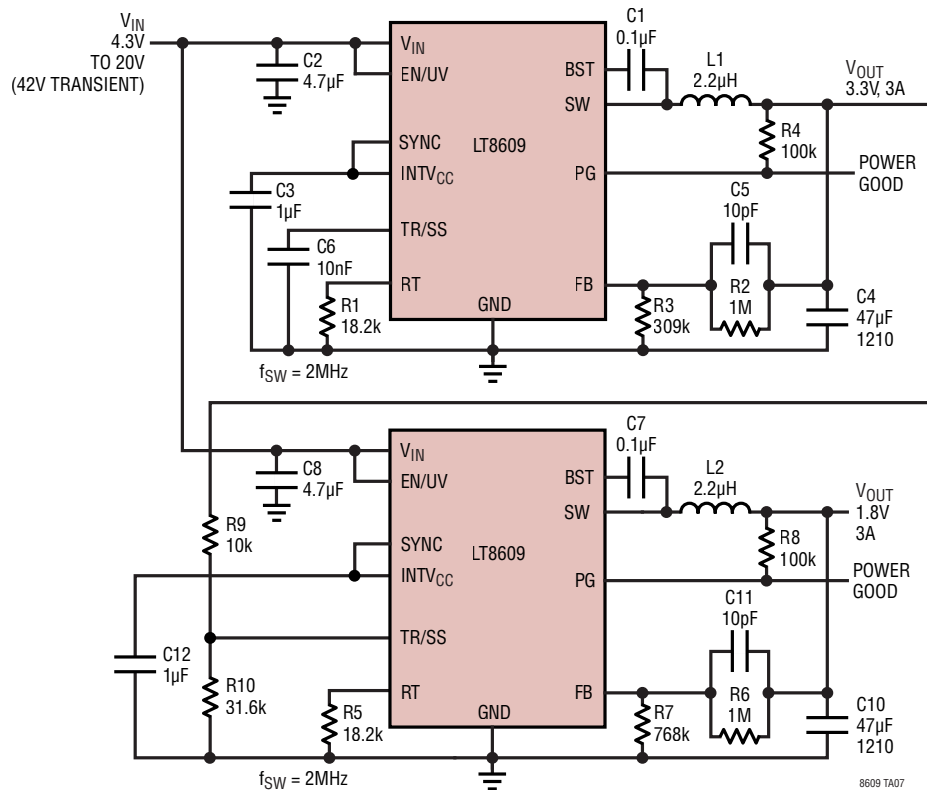 VIN
4.3V
TO 20V
(42V TRANSIENT)
C2
4.7µF
VIN
EN/UV
SYNC
INTVCC
TR/SS
RT
LT8609
GND
BST
SW
PG
FB
C1
0.1µF
L1
2.2µH
VOUT
3.3V, 3A
R4
100k
POWER
GOOD
C5
10pF
R2
1M
R3
309k
C4
47µF
1210
C3
1µF
C6
10nF
R1
18.2k
fSW = 2MHz
C8
4.7µF
VIN
EN/UV
SYNC
INTVCC
TR/SS
RT
LT8609
GND
BST
SW
PG
FB
C7
0.1µF
L2
2.2µH
VOUT
1.8V
3A
R8
100k
POWER
GOOD
C11
10pF
R6
1M
R7
768k
C10
47µF
1210
R9
10k
C12
1µF
R10
31.6k
R5
18.2k
fSW = 2MHz
8609 TA07